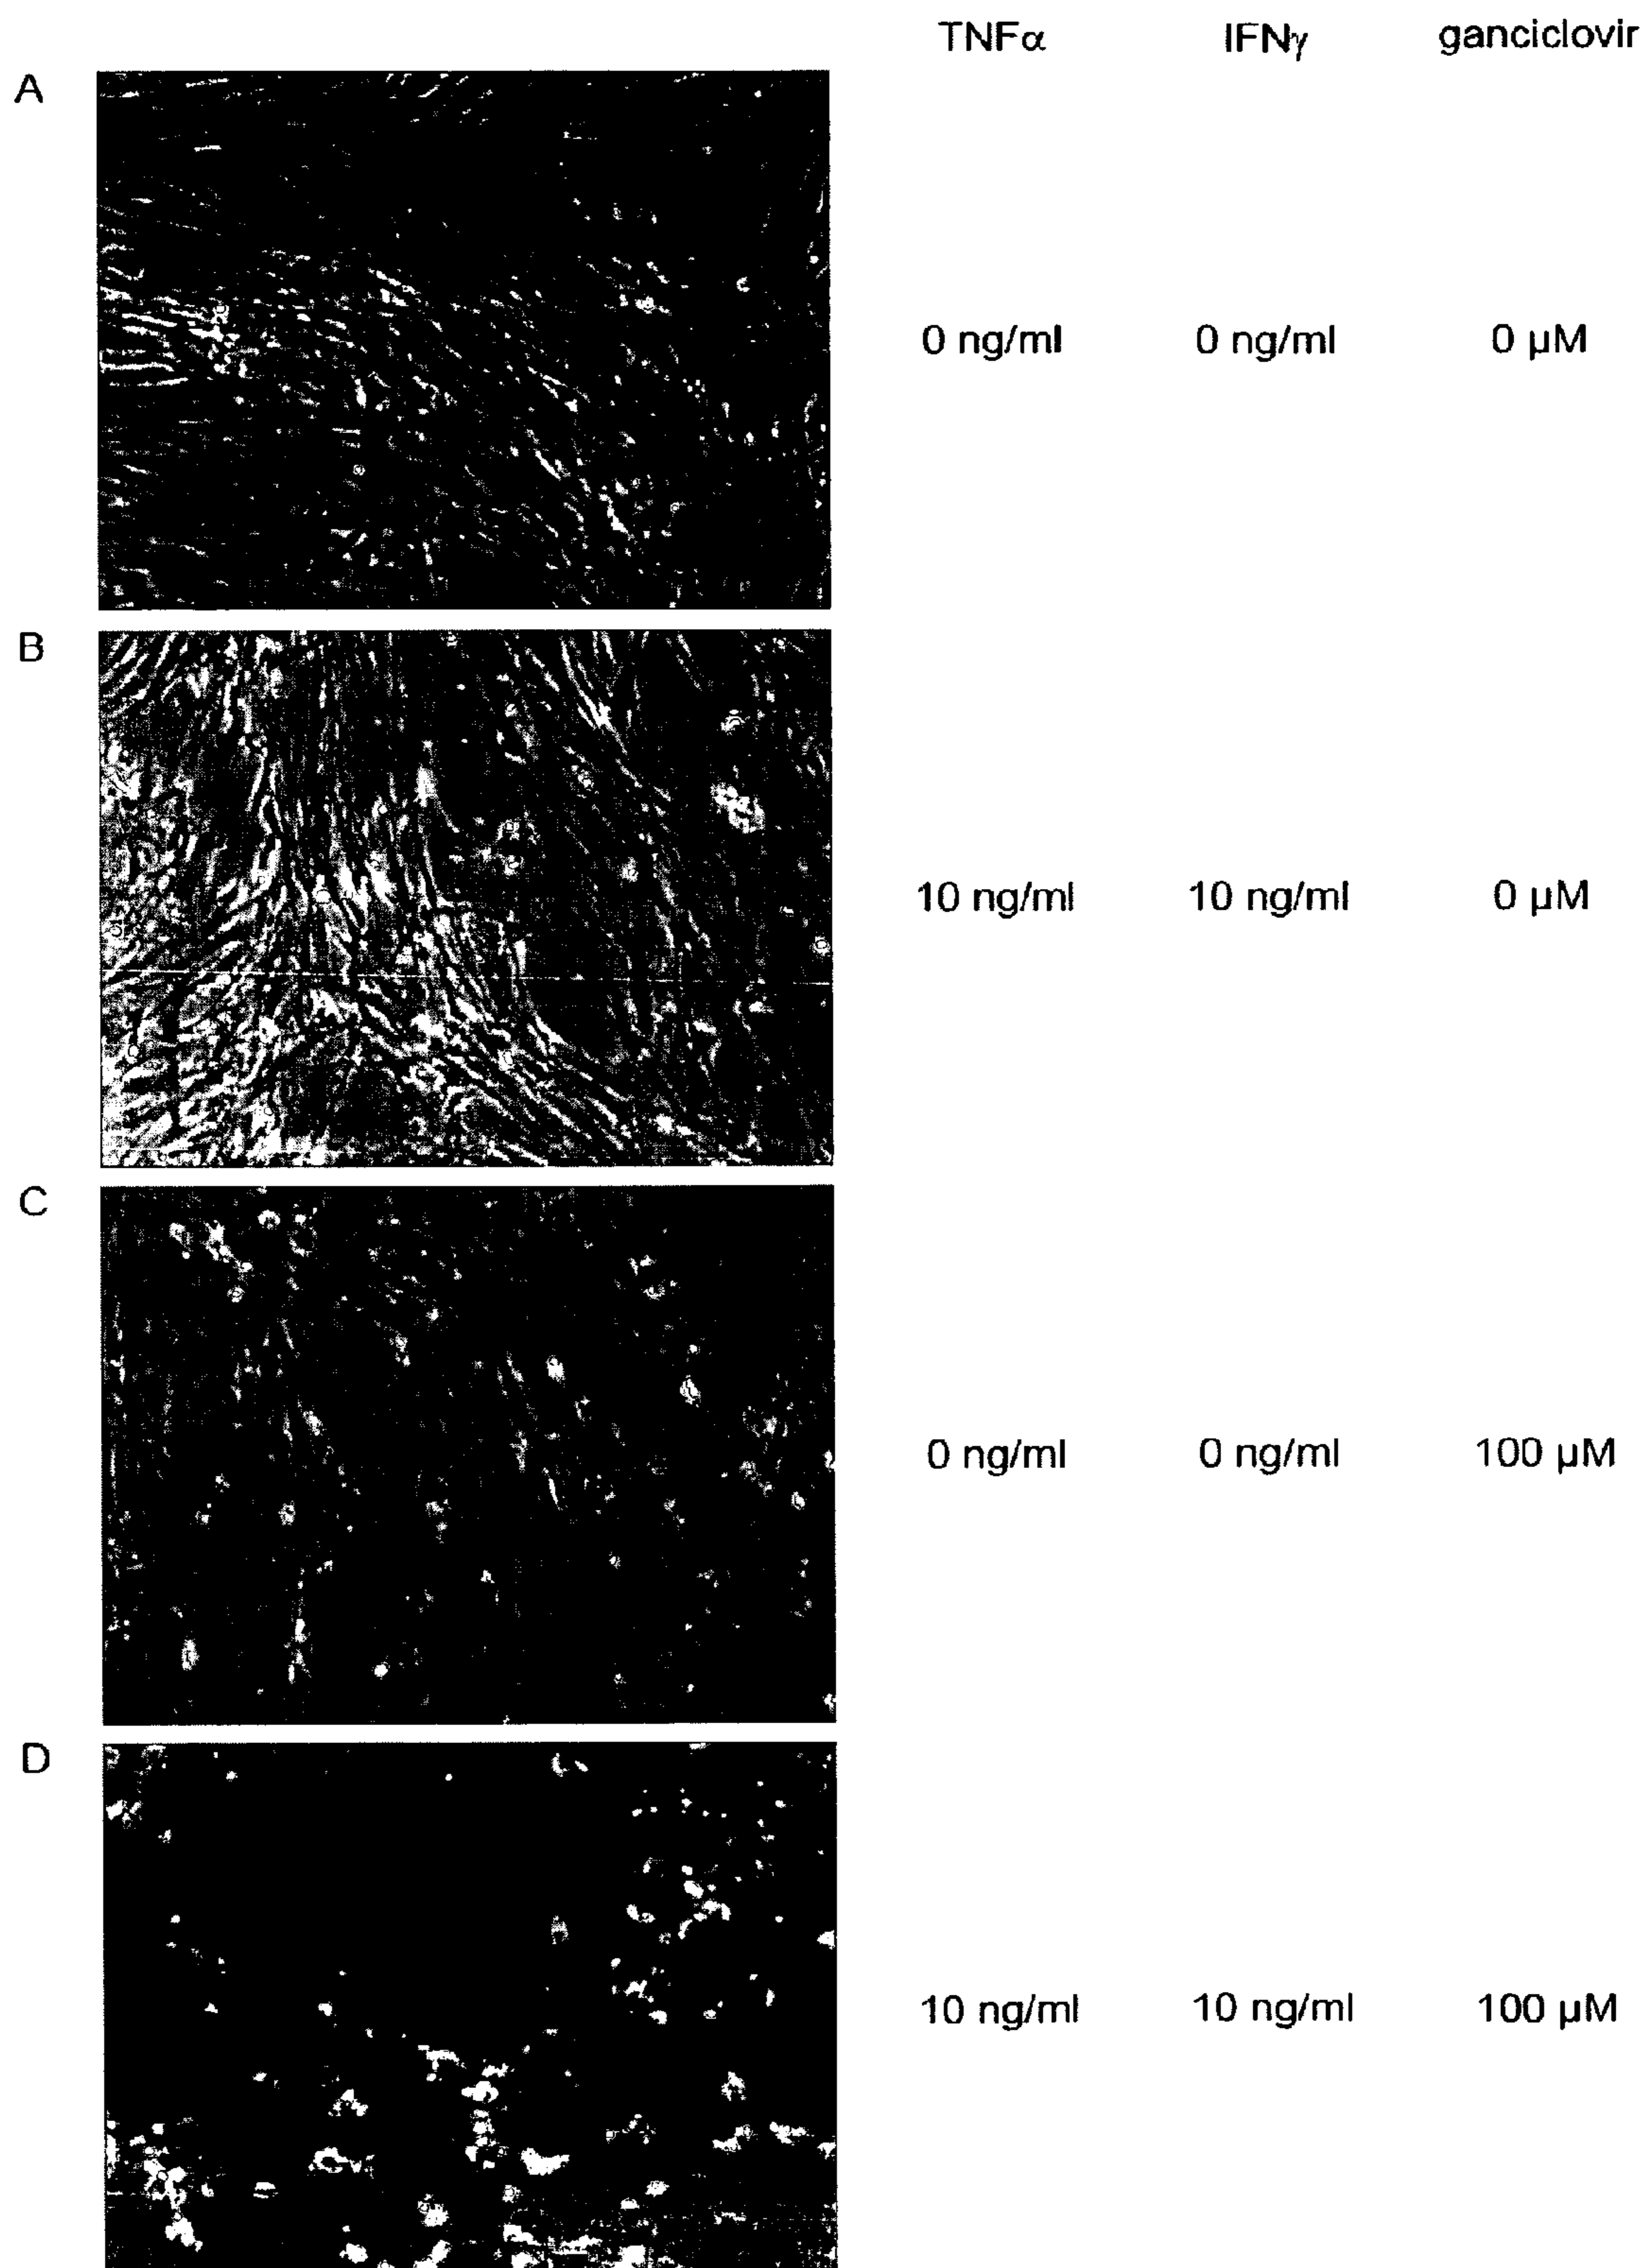 TNFα IFNγ ganciclovir
A
0 ng/ml 0 ng/ml 0 µM
B
10 ng/ml 10 ng/ml 0 µM
C
0 ng/ml 0 ng/ml 100 µM
D
10 ng/ml 10 ng/ml 100 µM